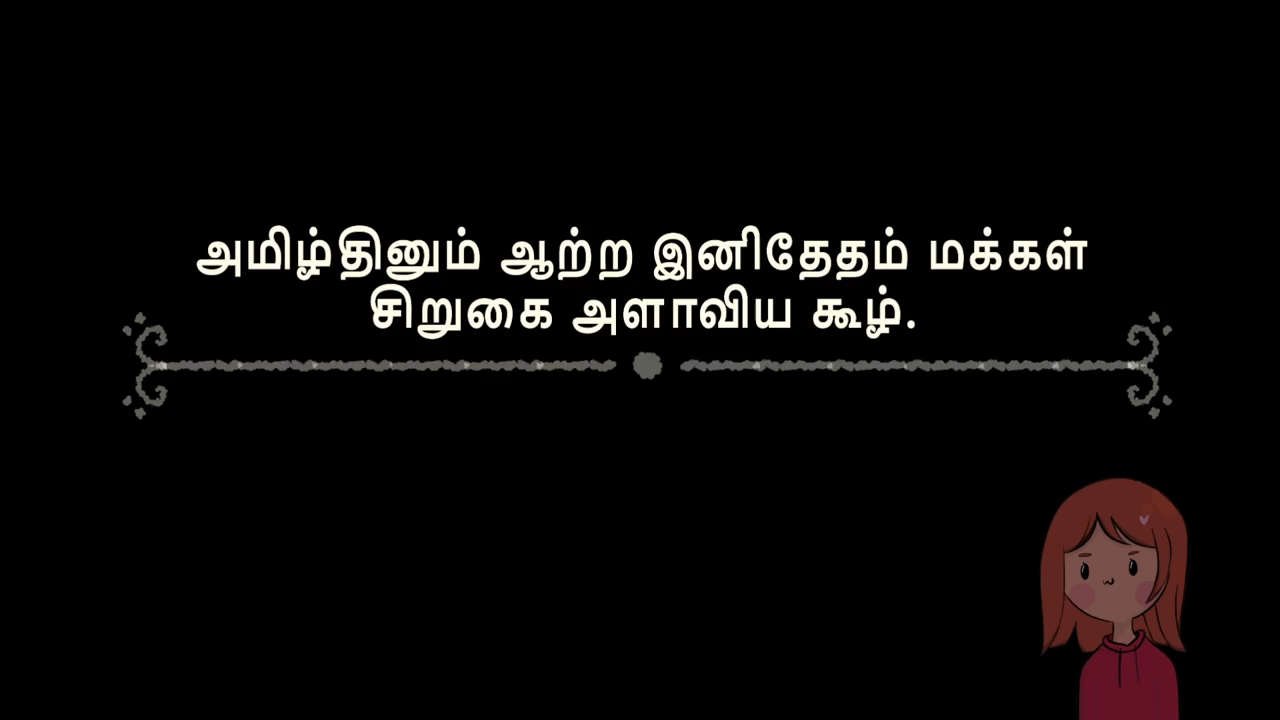 அமிழ்தினும் ஆற்ற இனிதேதம் மக்கள்
சிறுகை அளாவிய கூழ்.